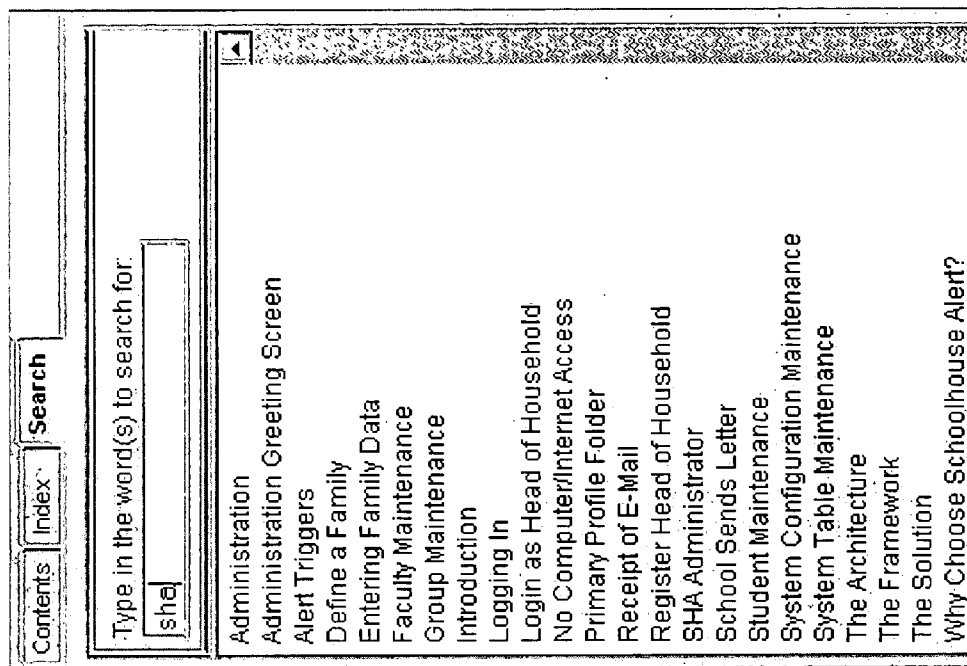 Contents Index Search
Type in the word(s) to search for:
sha
Administration
Administration Greeting Screen
Alert Triggers
Define a Family
Entering Family Data
Faculty Maintenance
Group Maintenance
Introduction
Logging In
Login as Head of Household
No Computer/Internet Access
Primary Profile Folder
Receipt of E-Mail
Register Head of Household
SHA Administrator
School Sends Letter
Student Maintenance
System Configuration Maintenance
System Table Maintenance
The Architecture
The Framework
The Solution
Why Choose Schoolhouse Alert?